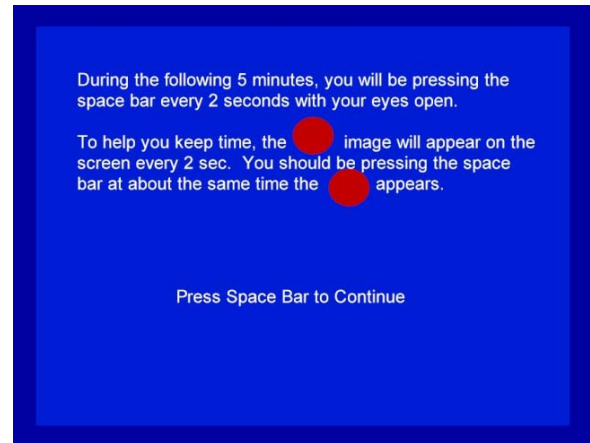 During the following 5 minutes, you will be pressing the
space bar every 2 seconds with your eyes open.
To help you keep time, the image will appear on the
screen every 2 sec. You should be pressing the space
bar at about the same time the appears.
Press Space Bar to Continue